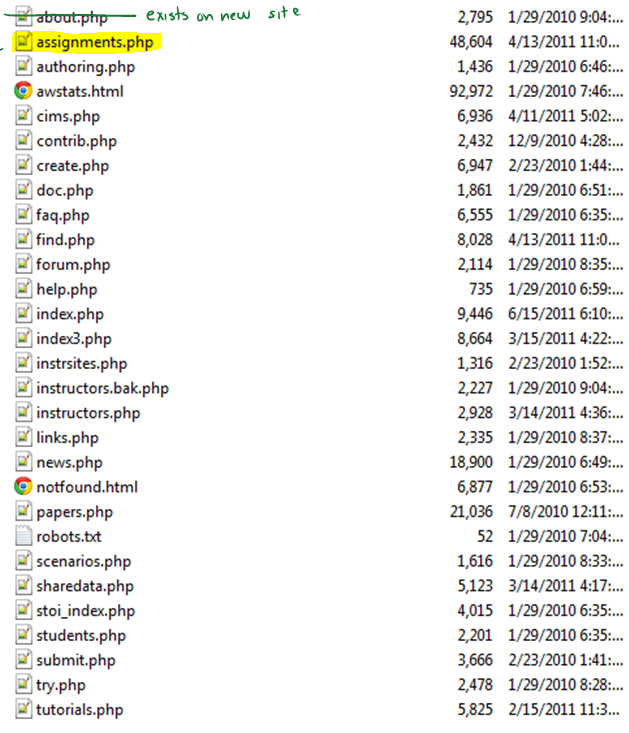 about.php exists on new site 2,795 1/29/2010 9:04:...
assignments.php 48,604 4/13/2011 11:0...
authoring.php 1,436 1/29/2010 6:46:...
awstats.html 92,972 1/29/2010 7:46:...
cims.php 6,936 4/11/2011 5:02:...
contrib.php 2,432 12/9/2010 4:28:...
create.php 6,947 2/23/2010 1:44:...
doc.php 1,861 1/29/2010 6:51:...
faq.php 6,555 1/29/2010 6:35:...
find.php 8,028 4/13/2011 11:0...
forum.php 2,114 1/29/2010 8:35:...
help.php 735 1/29/2010 6:59:...
index.php 9,446 6/15/2011 6:10:...
index3.php 8,664 3/15/2011 4:22:...
instrsites.php 1,316 2/23/2010 1:52:...
instructors.bak.php 2,227 1/29/2010 9:04:...
instructors.php 2,928 3/14/2011 4:36:...
links.php 2,335 1/29/2010 8:37:...
news.php 18,900 1/29/2010 6:49:...
notfound.html 6,877 1/29/2010 6:53:...
papers.php 21,036 7/8/2010 12:11:...
robots.txt 52 1/29/2010 7:04:...
scenarios.php 1,616 1/29/2010 8:33:...
sharedata.php 5,123 3/14/2011 4:17:...
stoi_index.php 4,015 1/29/2010 6:35:...
students.php 2,201 1/29/2010 6:35:...
submit.php 3,666 2/23/2010 1:41:...
try.php 2,478 1/29/2010 8:28:...
tutorials.php 5,825 2/15/2011 11:3...